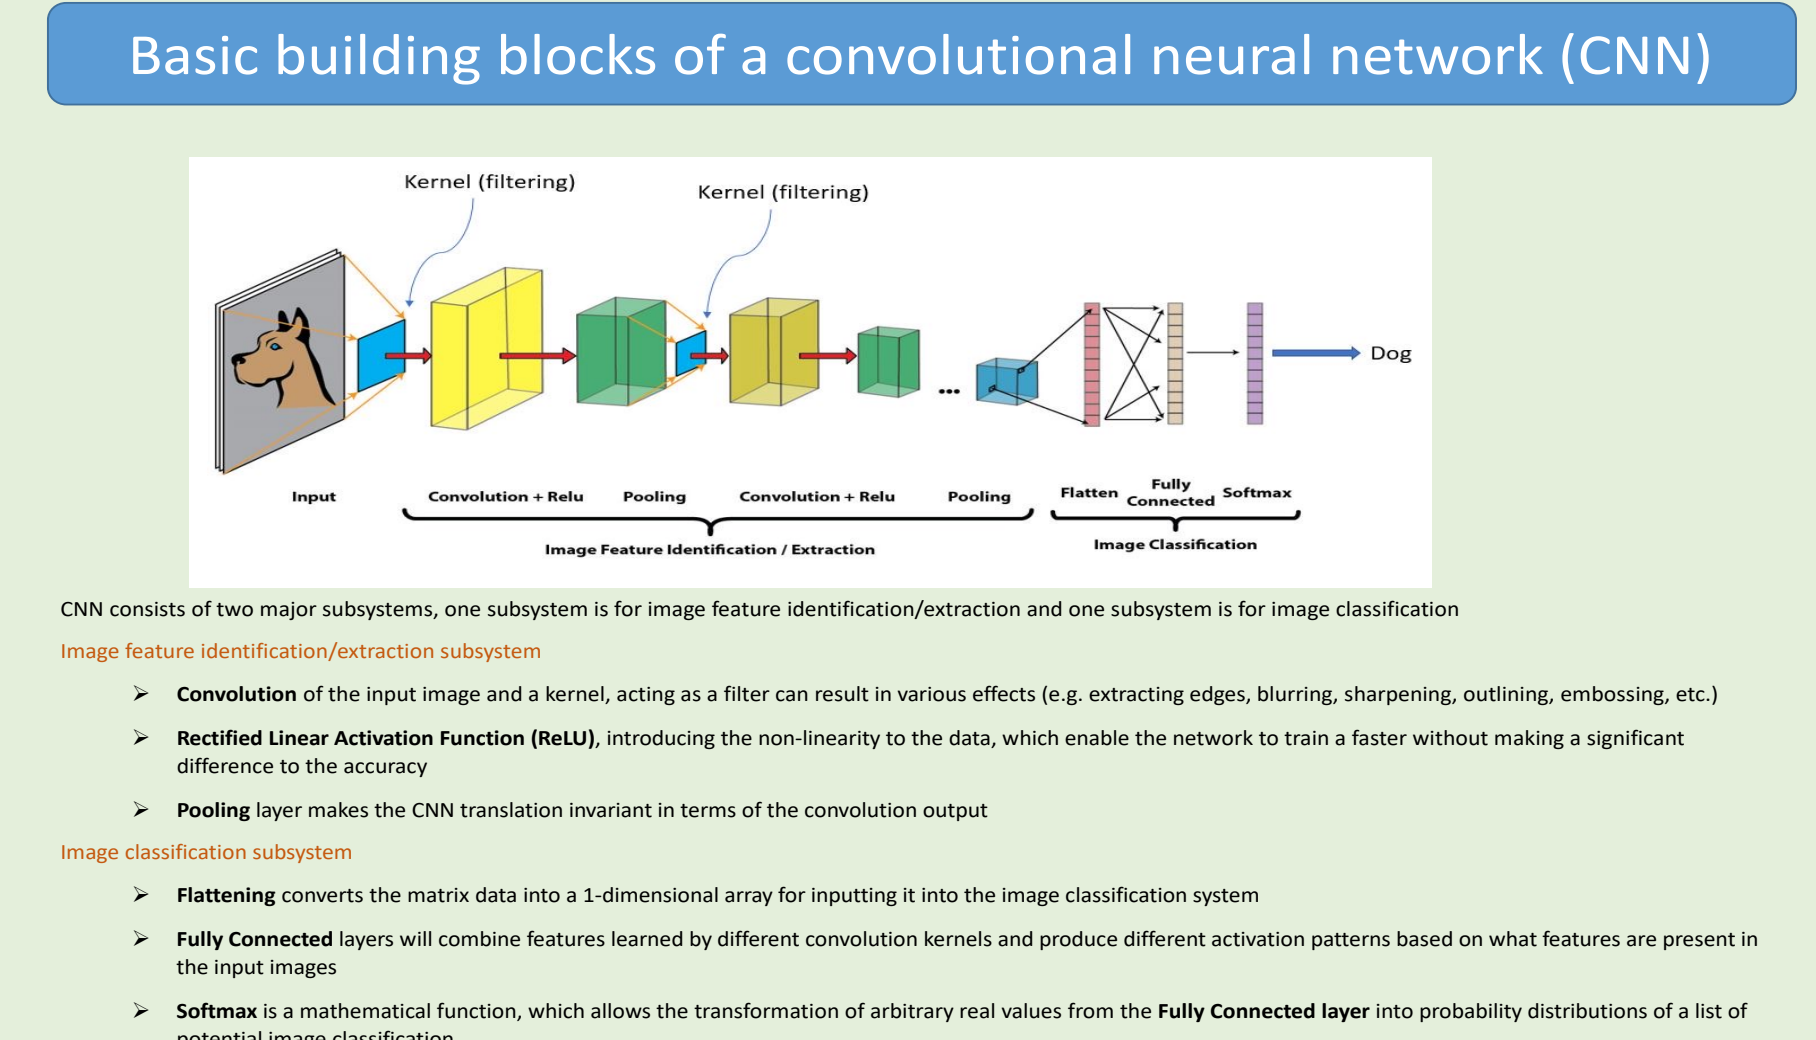 Basic building blocks of a convolutional neural network (CNN)
Kernel (filtering)
Kernel (filtering)
Dog
Input
Convolution + Relu
Pooling
Convolution + Relu
Pooling
Flatten
Fully
Connected
Softmax
Image Feature Identification / Extraction
Image Classification
CNN consists of two major subsystems, one subsystem is for image feature identification/extraction and one subsystem is for image classification
Image feature identification/extraction subsystem
➢ Convolution of the input image and a kernel, acting as a filter can result in various effects (e.g. extracting edges, blurring, sharpening, outlining, embossing, etc.)
➢ Rectified Linear Activation Function (ReLU), introducing the non-linearity to the data, which enable the network to train a faster without making a significant
difference to the accuracy
➢ Pooling layer makes the CNN translation invariant in terms of the convolution output
Image classification subsystem
➢ Flattening converts the matrix data into a 1-dimensional array for inputting it into the image classification system
➢ Fully Connected layers will combine features learned by different convolution kernels and produce different activation patterns based on what features are present in
the input images
➢ Softmax is a mathematical function, which allows the transformation of arbitrary real values from the Fully Connected layer into probability distributions of a list of
potential image classification